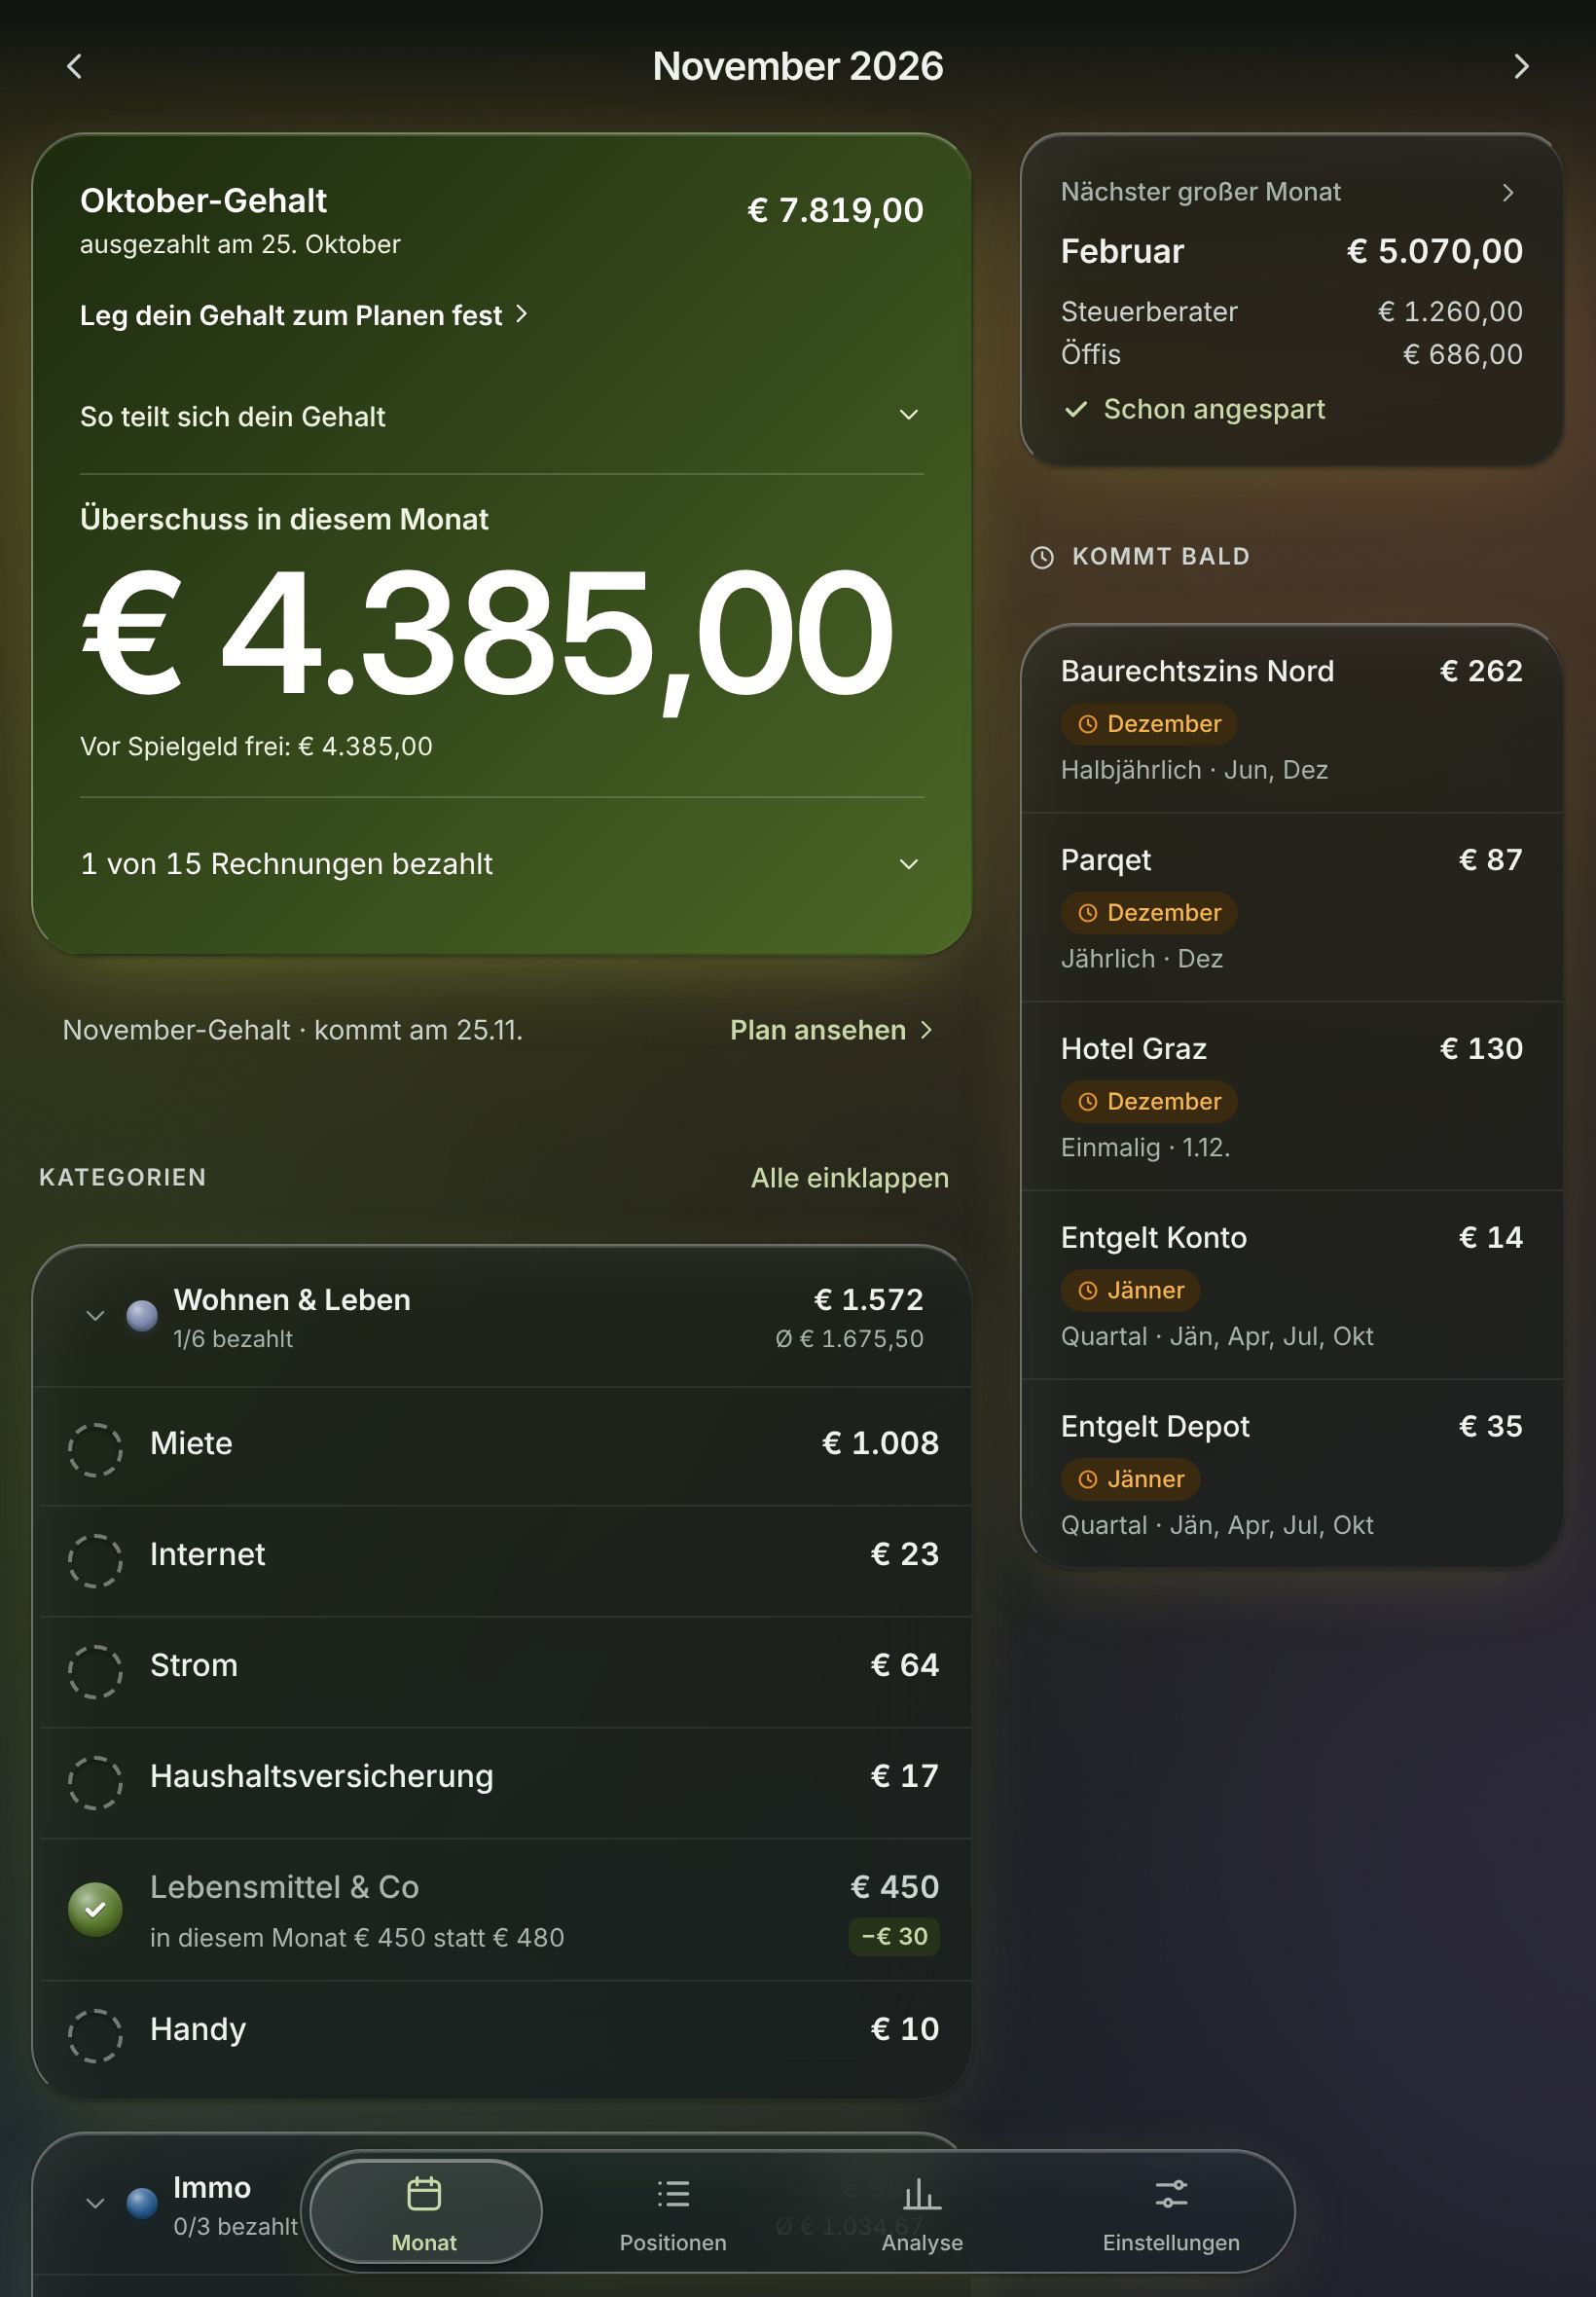 November 2026
Oktober-Gehalt
€ 7.819,00
ausgezahlt am 25. Oktober
Leg dein Gehalt zum Planen fest
So teilt sich dein Gehalt
Überschuss in diesem Monat
€ 4.385,00
Vor Spielgeld frei: € 4.385,00
1 von 15 Rechnungen bezahlt
November-Gehalt · kommt am 25.11.
Plan ansehen
KATEGORIEN
Alle einklappen
Wohnen & Leben
€ 1.572
1/6 bezahlt
Ø € 1.675,50
Miete
€ 1.008
Internet
€ 23
Strom
€ 64
Haushaltsversicherung
€ 17
Lebensmittel & Co
€ 450
in diesem Monat € 450 statt € 480
−€ 30
Handy
€ 10
Immo
0/3 bezahlt
Ø € 1.034,67
Nächster großer Monat
Februar
€ 5.070,00
Steuerberater
€ 1.260,00
Öffis
€ 686,00
Schon angespart
KOMMT BALD
Baurechtszins Nord
€ 262
Dezember
Halbjährlich · Jun, Dez
Parqet
€ 87
Dezember
Jährlich · Dez
Hotel Graz
€ 130
Dezember
Einmalig · 1.12.
Entgelt Konto
€ 14
Jänner
Quartal · Jän, Apr, Jul, Okt
Entgelt Depot
€ 35
Jänner
Quartal · Jän, Apr, Jul, Okt
Monat
Positionen
Analyse
Einstellungen